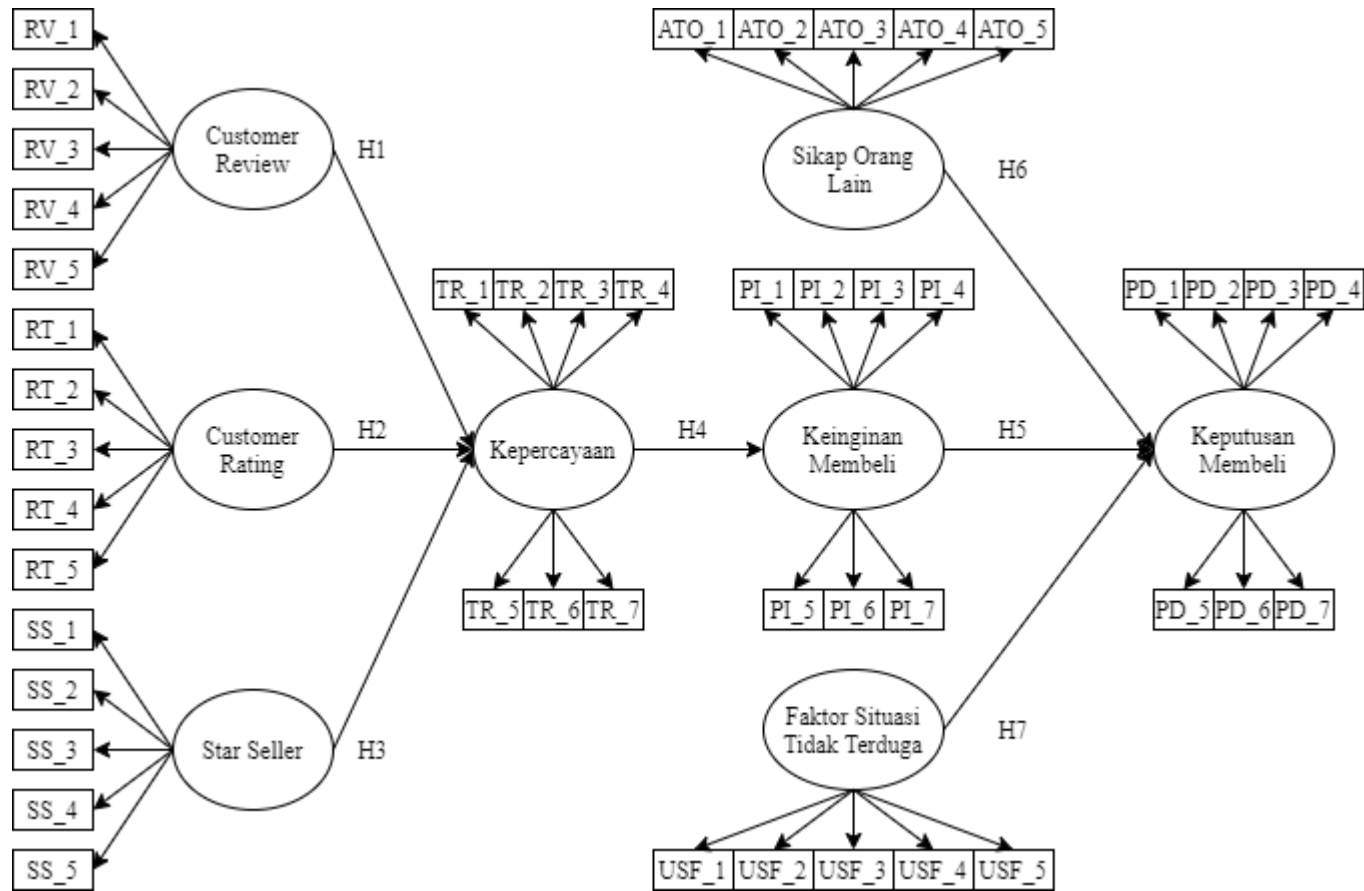 RV_1
RV_2
RV_3
RV_4
RV_5
Customer
Review
H1
RT_1
RT_2
RT_3
RT_4
RT_5
Customer
Rating
H2
SS_1
SS_2
SS_3
SS_4
SS_5
Star Seller
H3
TR_1 TR_2 TR_3 TR_4
Kepercayaan
TR_5 TR_6 TR_7
H4
ATO_1 ATO_2 ATO_3 ATO_4 ATO_5
Sikap Orang
Lain
H6
PI_1 PI_2 PI_3 PI_4
Keinginan
Membeli
PI_5 PI_6 PI_7
H5
Faktor Situasi
Tidak Terduga
H7
USF_1 USF_2 USF_3 USF_4 USF_5
PD_1 PD_2 PD_3 PD_4
Keputusan
Membeli
PD_5 PD_6 PD_7